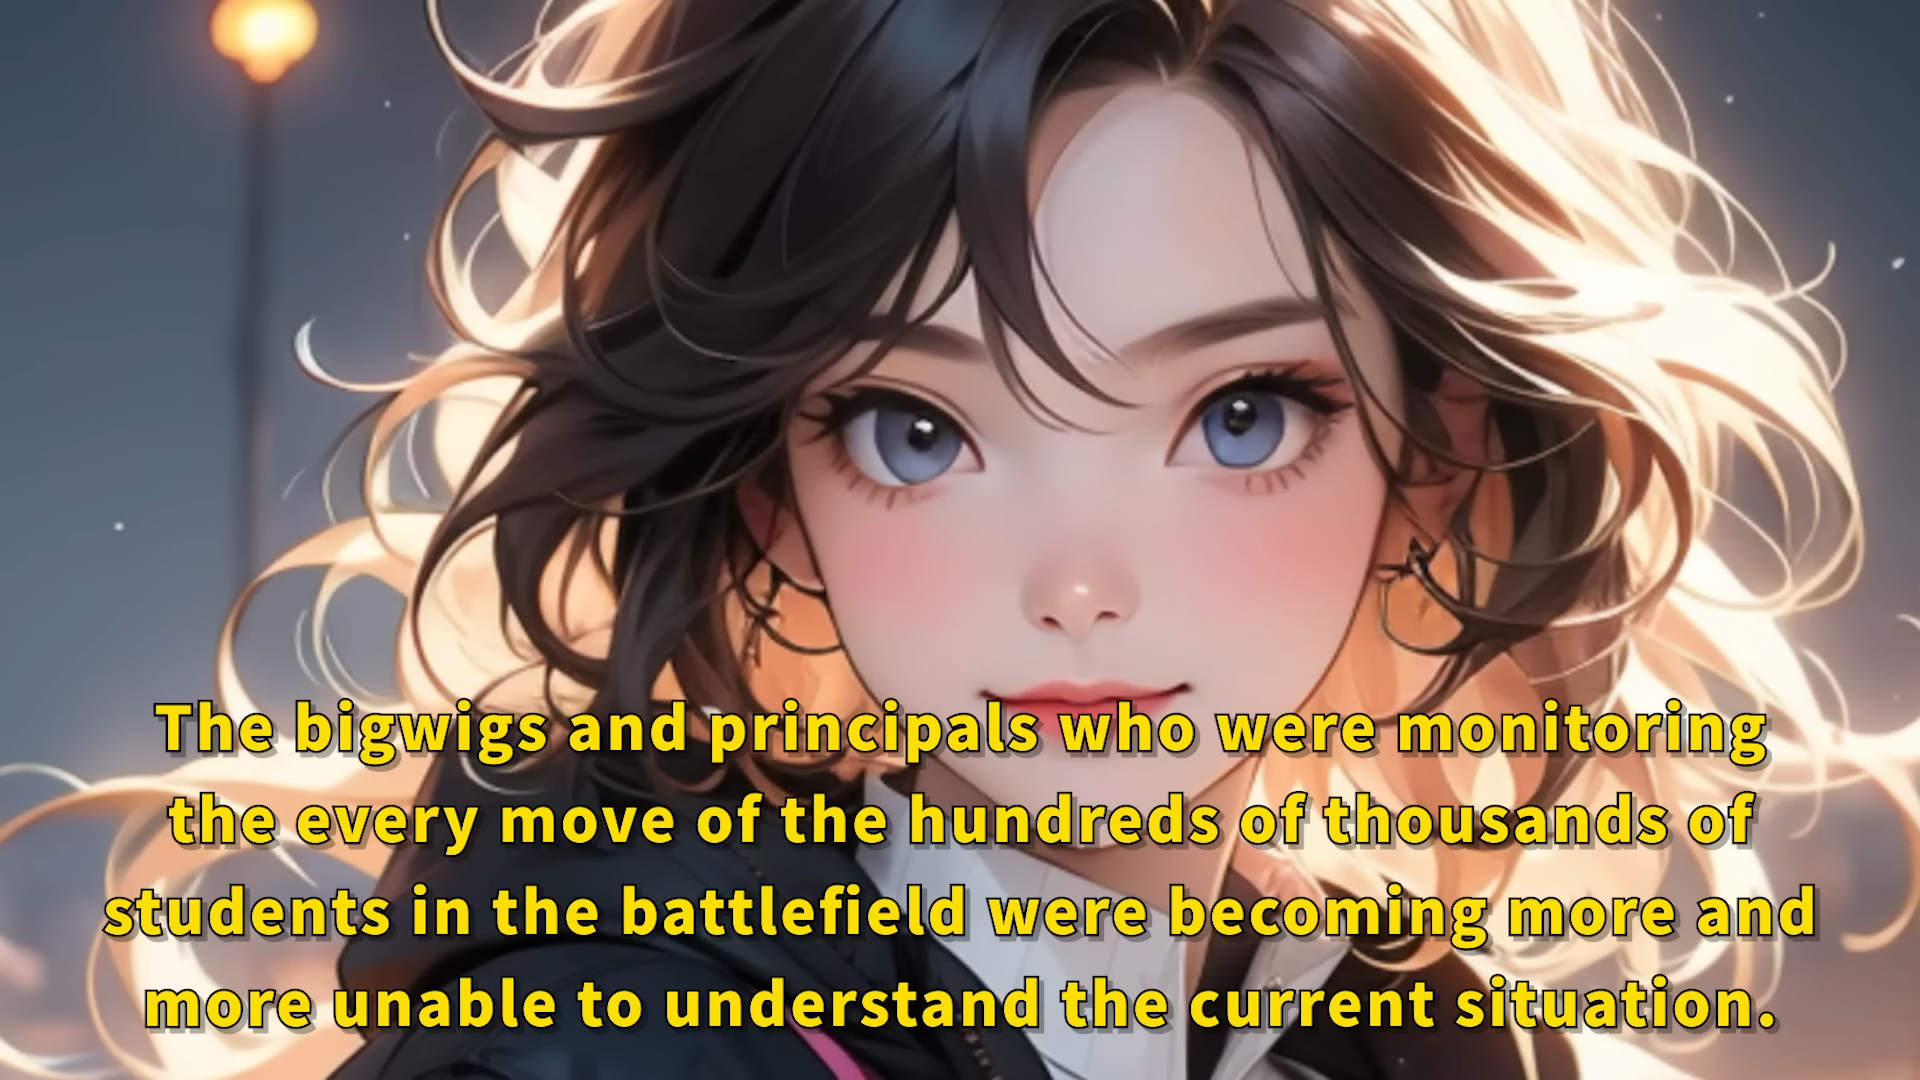 The bigwigs and principals who were monitoring
the every move of the hundreds of thousands of
students in the battlefield were becoming more and
more unable to understand the current situation.